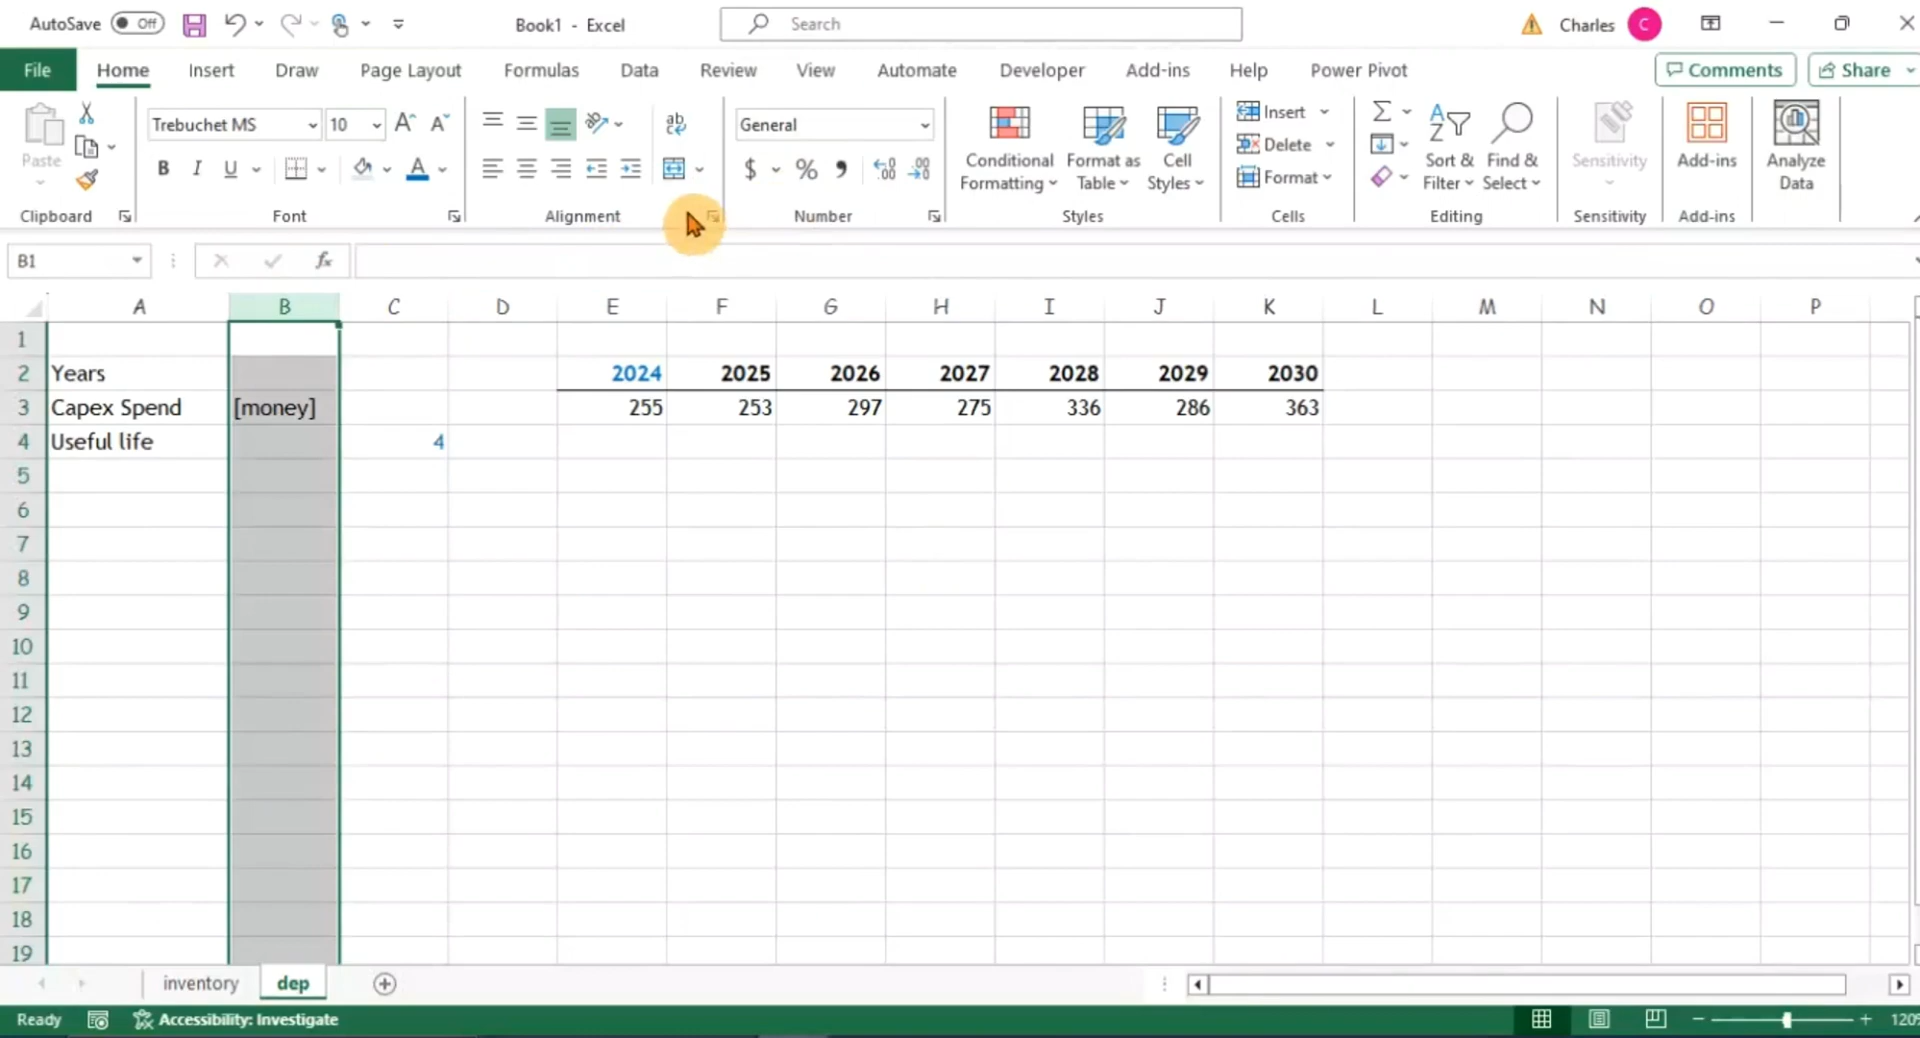 AutoSave Off Book1 - Excel Search Charles C
File Home Insert Draw Page Layout Formulas Data Review View Automate Developer Add-ins Help Power Pivot Comments Share
Trebuchet MS 10 General
Paste B I U A $ % Conditional Formatting Format as Table Cell Styles Insert Delete Format Sort & Filter Find & Select Sensitivity Add-ins Analyze Data
Clipboard Font Alignment Number Styles Cells Editing Sensitivity Add-ins
B1 fx
A B C D E F G H I J K L M N O P
1
2 Years 2024 2025 2026 2027 2028 2029 2030
3 Capex Spend [money] 255 253 297 275 336 286 363
4 Useful life 4
5
6
7
8
9
10
11
12
13
14
15
16
17
18
19
inventory dep
Ready Accessibility: Investigate